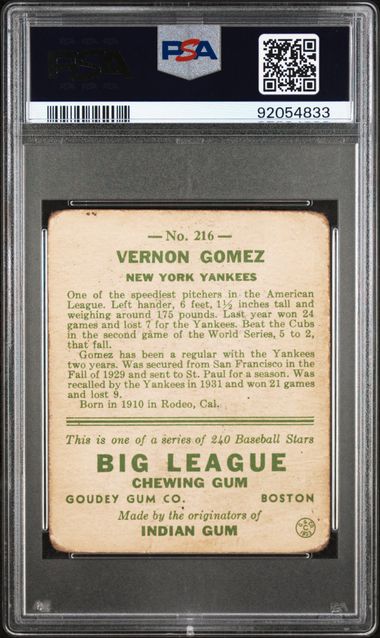 PSA
PSA
92054833
— No. 216 —
VERNON GOMEZ
NEW YORK YANKEES
One of the speediest pitchers in the American
League. Left hander, 6 feet, 1½ inches tall and
weighing around 175 pounds. Last year won 24
games and lost 7 for the Yankees. Beat the Cubs
in the second game of the World Series, 5 to 2,
that fall.
Gomez has been a regular with the Yankees
two years. Was secured from San Francisco in the
Fall of 1929 and sent to St. Paul for a season. Was
recalled by the Yankees in 1931 and won 21 games
and lost 9.
Born in 1910 in Rodeo, Cal.
This is one of a series of 240 Baseball Stars
BIG LEAGUE
CHEWING GUM
GOUDEY GUM CO. BOSTON
Made by the originators of
INDIAN GUM